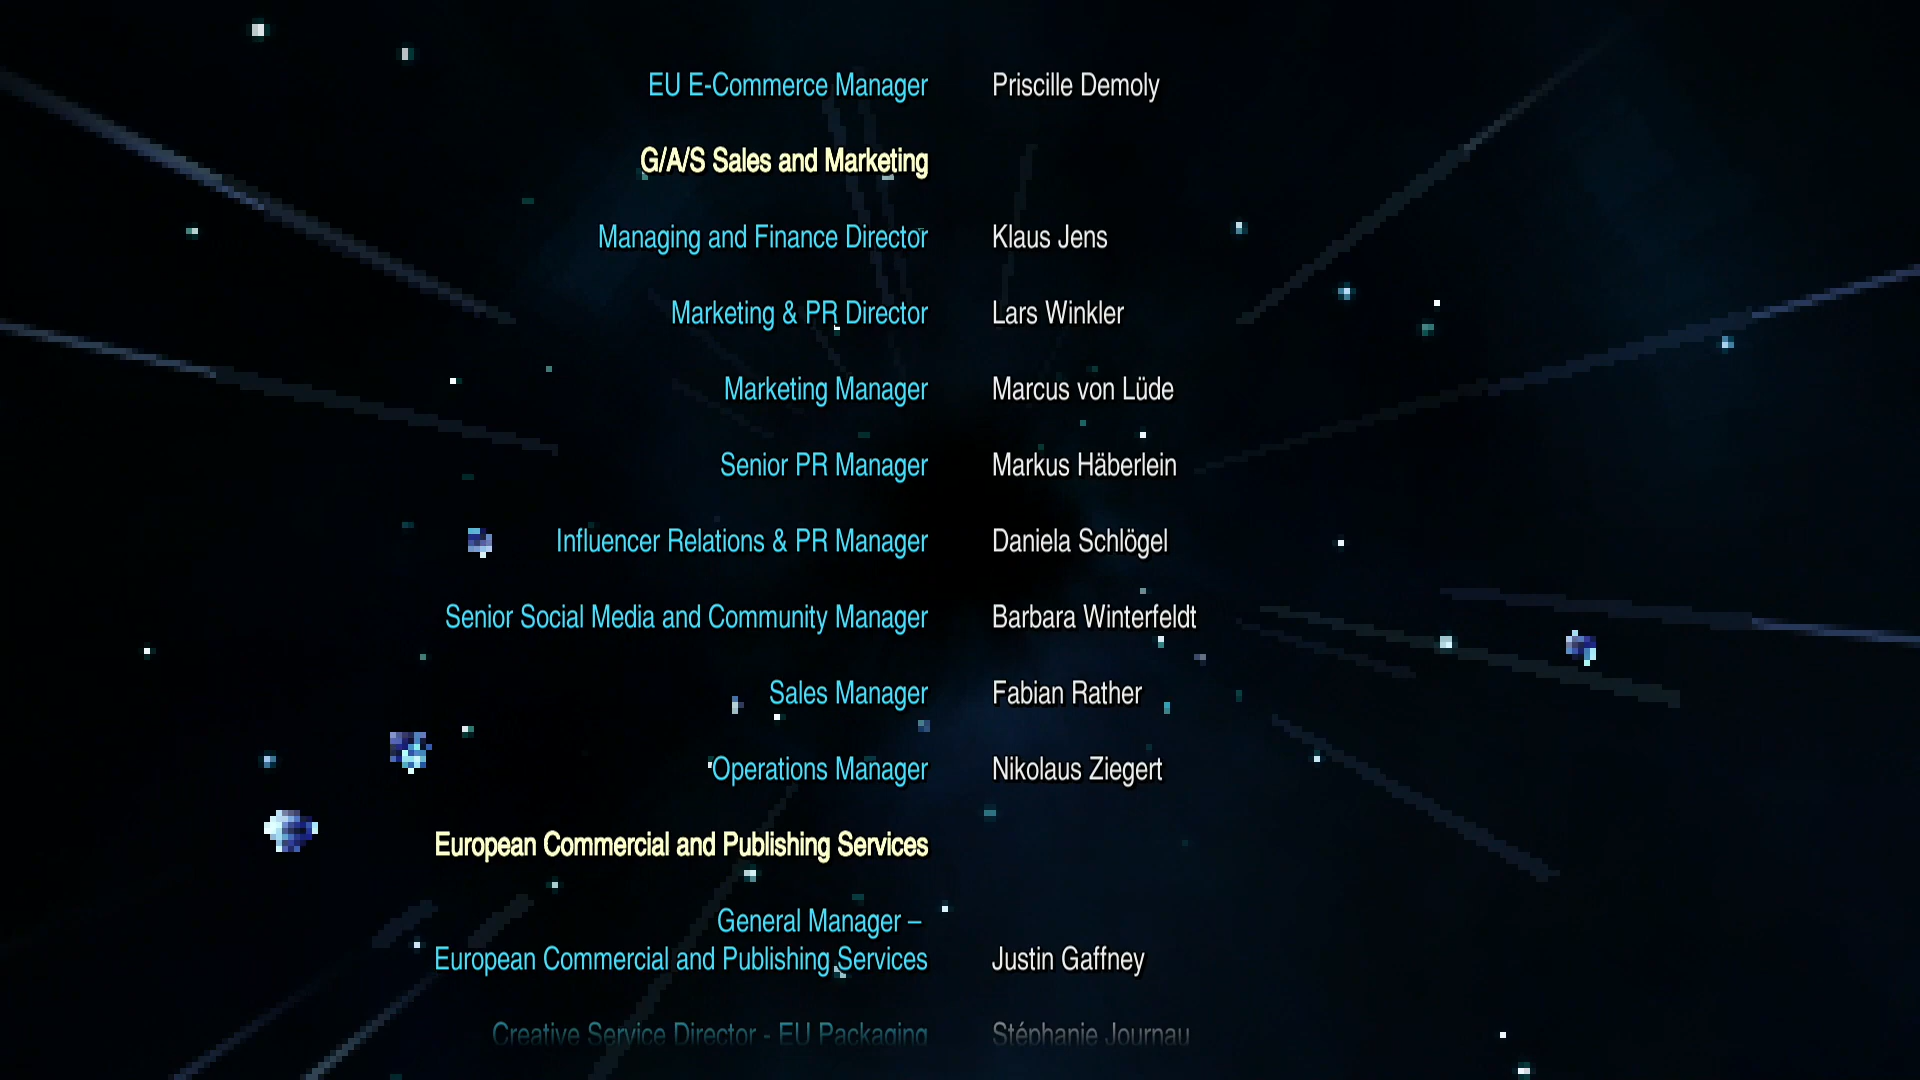 EU E-Commerce Manager Priscille Demoly
G/A/S Sales and Marketing
Managing and Finance Director Klaus Jens
Marketing & PR Director Lars Winkler
Marketing Manager Marcus von Lüde
Senior PR Manager Markus Häberlein
Influencer Relations & PR Manager Daniela Schlögel
Senior Social Media and Community Manager Barbara Winterfeldt
Sales Manager Fabian Rather
Operations Manager Nikolaus Ziegert
European Commercial and Publishing Services
General Manager –
European Commercial and Publishing Services Justin Gaffney
Creative Service Director - EU Packaging Stéphanie Journau